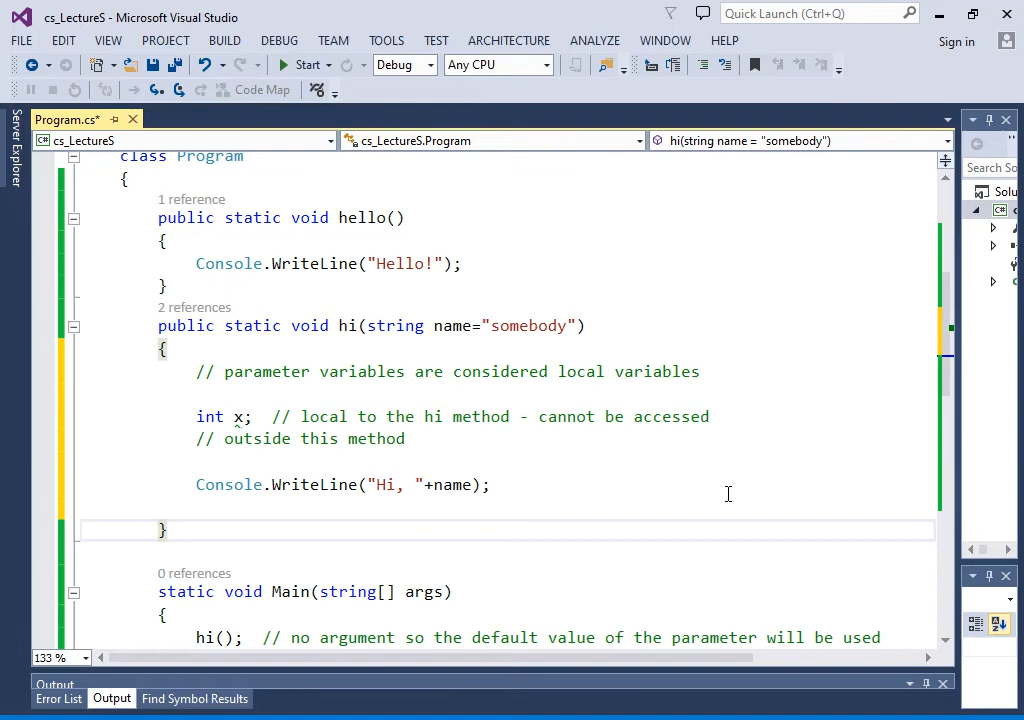 cs_LectureS - Microsoft Visual Studio
Quick Launch (Ctrl+Q)
FILE EDIT VIEW PROJECT BUILD DEBUG TEAM TOOLS TEST ARCHITECTURE ANALYZE WINDOW HELP Sign in
Start Debug Any CPU
Code Map
Server Explorer
Program.cs*
cs_LectureS cs_LectureS.Program hi(string name = "somebody")
class Program
{
1 reference
public static void hello()
{
Console.WriteLine("Hello!");
}
2 references
public static void hi(string name="somebody")
{
// parameter variables are considered local variables
int x;  // local to the hi method - cannot be accessed
// outside this method
Console.WriteLine("Hi, "+name);
}
0 references
static void Main(string[] args)
{
hi();  // no argument so the default value of the parameter will be used
133 %
Search So
Solu
C#
Output
Error List Output Find Symbol Results